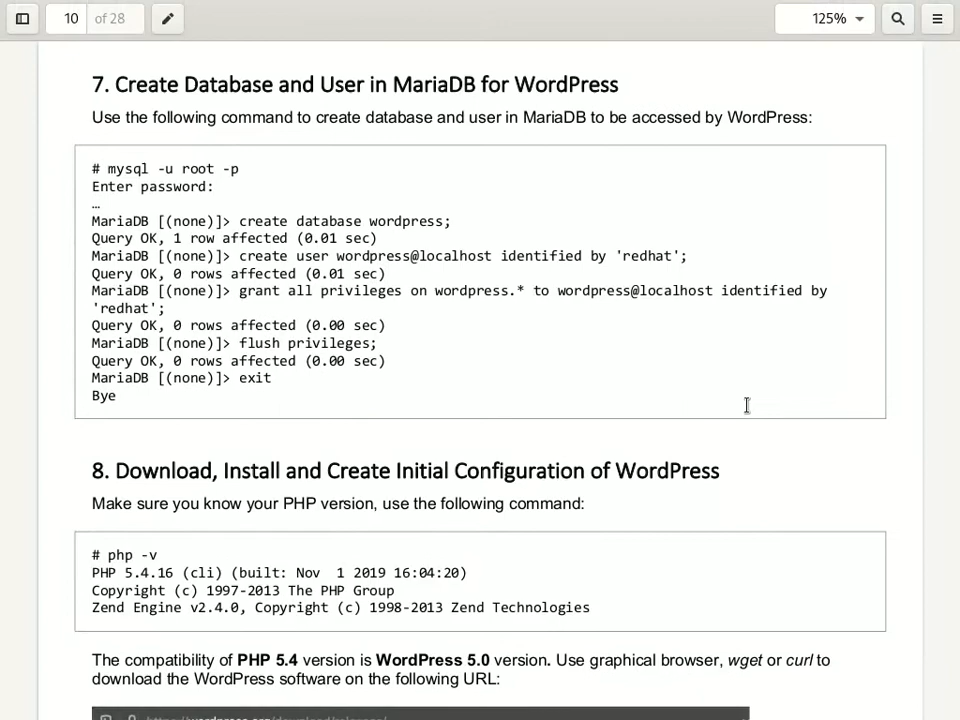 10 of 28
125%
7. Create Database and User in MariaDB for WordPress
Use the following command to create database and user in MariaDB to be accessed by WordPress:
# mysql -u root -p
Enter password:
…
MariaDB [(none)]> create database wordpress;
Query OK, 1 row affected (0.01 sec)
MariaDB [(none)]> create user wordpress@localhost identified by 'redhat';
Query OK, 0 rows affected (0.01 sec)
MariaDB [(none)]> grant all privileges on wordpress.* to wordpress@localhost identified by
'redhat';
Query OK, 0 rows affected (0.00 sec)
MariaDB [(none)]> flush privileges;
Query OK, 0 rows affected (0.00 sec)
MariaDB [(none)]> exit
Bye
8. Download, Install and Create Initial Configuration of WordPress
Make sure you know your PHP version, use the following command:
# php -v
PHP 5.4.16 (cli) (built: Nov  1 2019 16:04:20)
Copyright (c) 1997-2013 The PHP Group
Zend Engine v2.4.0, Copyright (c) 1998-2013 Zend Technologies
The compatibility of PHP 5.4 version is WordPress 5.0 version. Use graphical browser, wget or curl to
download the WordPress software on the following URL: